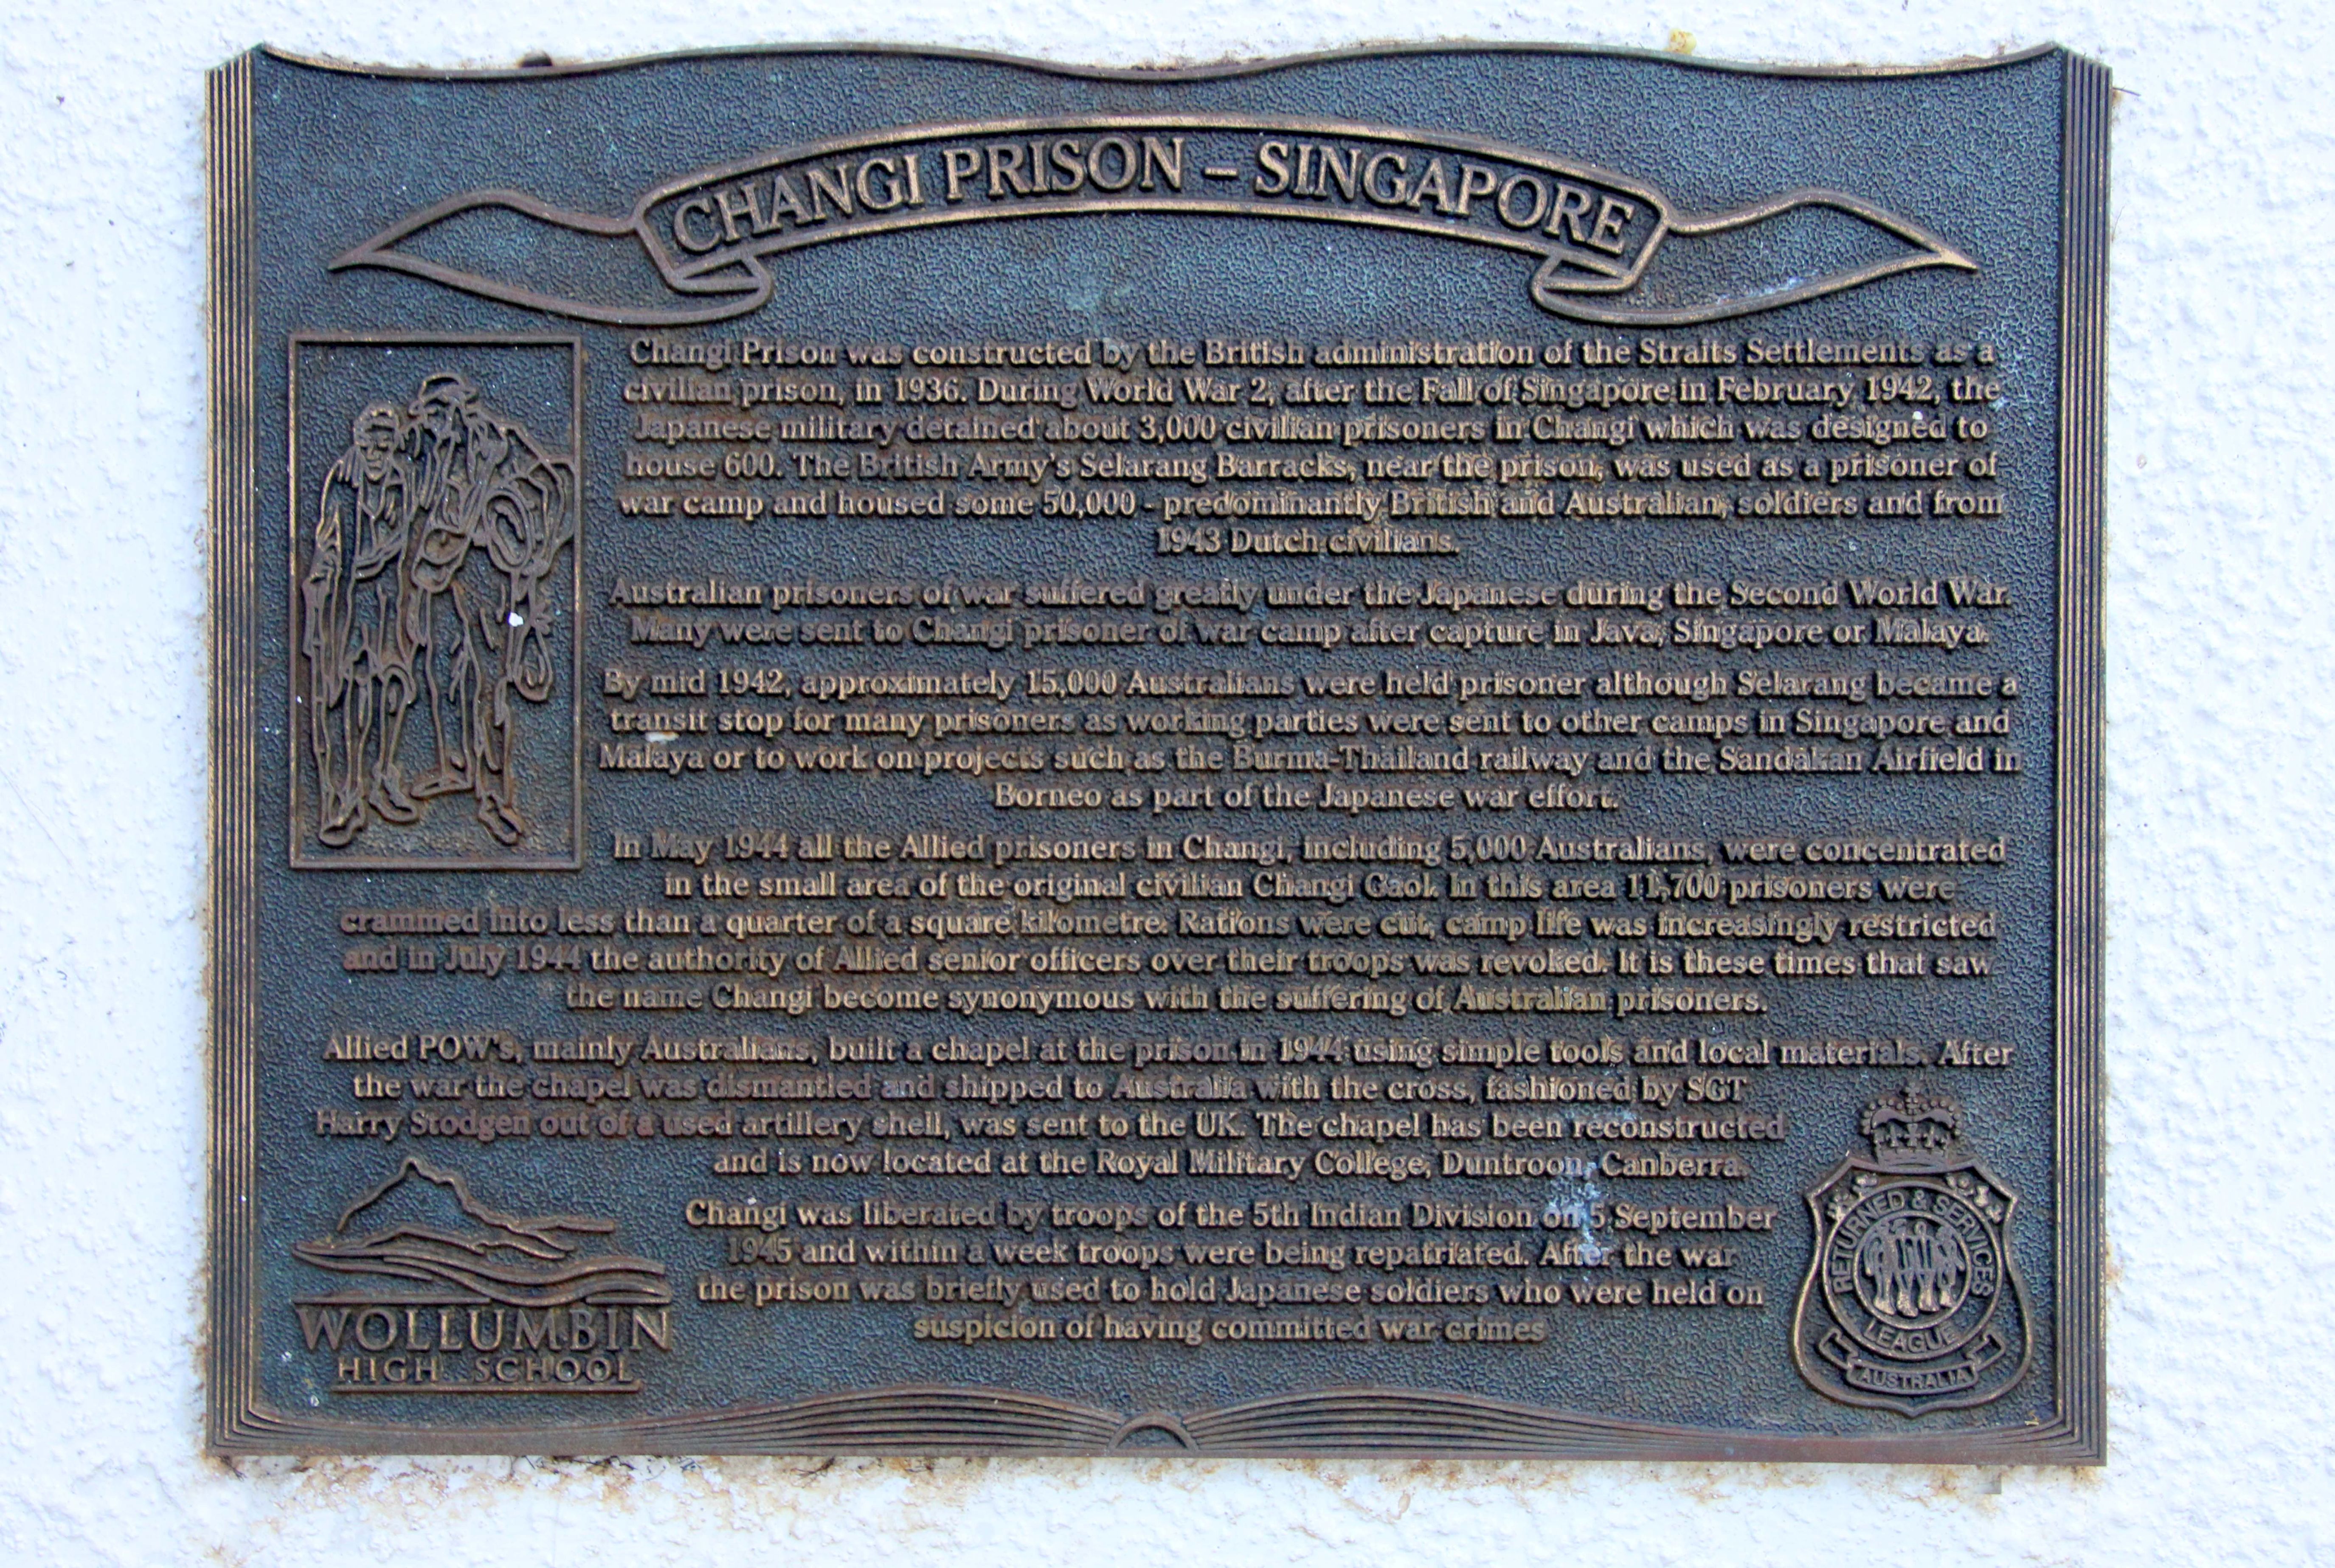 CHANGI PRISON – SINGAPORE
Changi Prison was constructed by the British administration of the Straits Settlements as a
civilian prison, in 1936. During World War 2, after the Fall of Singapore in February 1942, the
Japanese military detained about 3,000 civilian prisoners in Changi which was designed to
house 600. The British Army's Selarang Barracks, near the prison, was used as a prisoner of
war camp and housed some 50,000 - predominantly British and Australian, soldiers and from
1943 Dutch civilians.
Australian prisoners of war suffered greatly under the Japanese during the Second World War.
Many were sent to Changi prisoner of war camp after capture in Java, Singapore or Malaya.
By mid 1942, approximately 15,000 Australians were held prisoner although Selarang became a
transit stop for many prisoners as working parties were sent to other camps in Singapore and
Malaya or to work on projects such as the Burma-Thailand railway and the Sandakan Airfield in
Borneo as part of the Japanese war effort.
In May 1944 all the Allied prisoners in Changi, including 5,000 Australians, were concentrated
in the small area of the original civilian Changi Gaol. In this area 11,700 prisoners were
crammed into less than a quarter of a square kilometre. Rations were cut, camp life was increasingly restricted
and in July 1944 the authority of Allied senior officers over their troops was revoked. It is these times that saw
the name Changi become synonymous with the suffering of Australian prisoners.
Allied POW's, mainly Australians, built a chapel at the prison in 1944 using simple tools and local materials. After
the war the chapel was dismantled and shipped to Australia with the cross, fashioned by SGT
Harry Stodgen out of a used artillery shell, was sent to the UK. The chapel has been reconstructed
and is now located at the Royal Military College, Duntroon, Canberra.
Changi was liberated by troops of the 5th Indian Division on 5 September
1945 and within a week troops were being repatriated. After the war
the prison was briefly used to hold Japanese soldiers who were held on
suspicion of having committed war crimes
WOLLUMBIN
HIGH SCHOOL
RETURNED & SERVICES
LEAGUE
AUSTRALIA